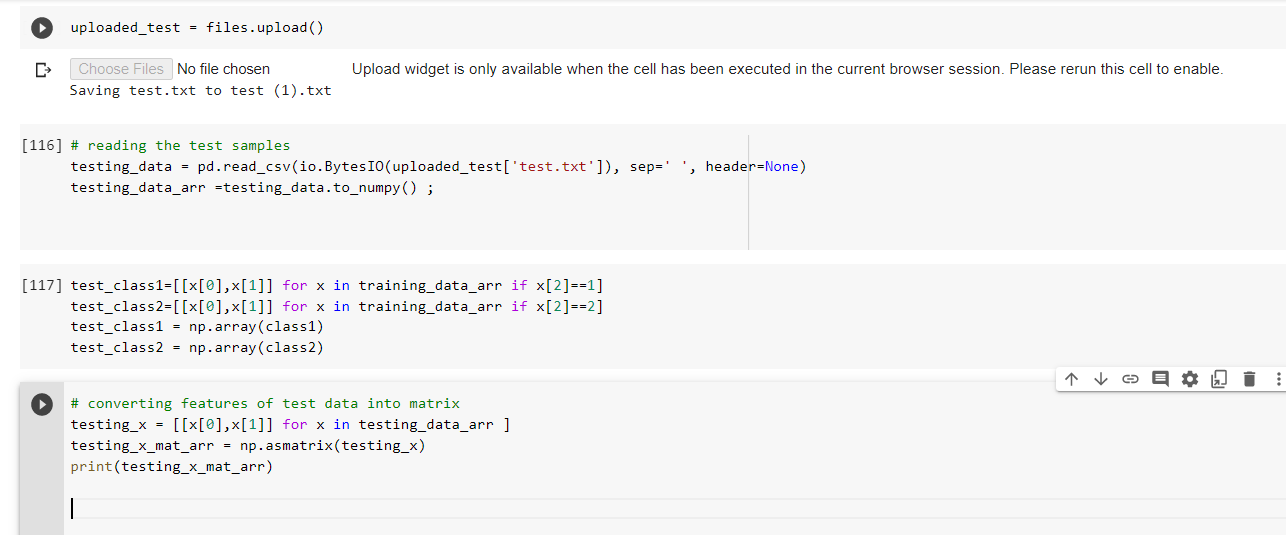 uploaded_test = files.upload()
Choose Files No file chosen Upload widget is only available when the cell has been executed in the current browser session. Please rerun this cell to enable.
Saving test.txt to test (1).txt
[116] # reading the test samples
testing_data = pd.read_csv(io.BytesIO(uploaded_test['test.txt']), sep=' ', header=None)
testing_data_arr =testing_data.to_numpy() ;
[117] test_class1=[[x[0],x[1]] for x in training_data_arr if x[2]==1]
test_class2=[[x[0],x[1]] for x in training_data_arr if x[2]==2]
test_class1 = np.array(class1)
test_class2 = np.array(class2)
# converting features of test data into matrix
testing_x = [[x[0],x[1]] for x in testing_data_arr ]
testing_x_mat_arr = np.asmatrix(testing_x)
print(testing_x_mat_arr)